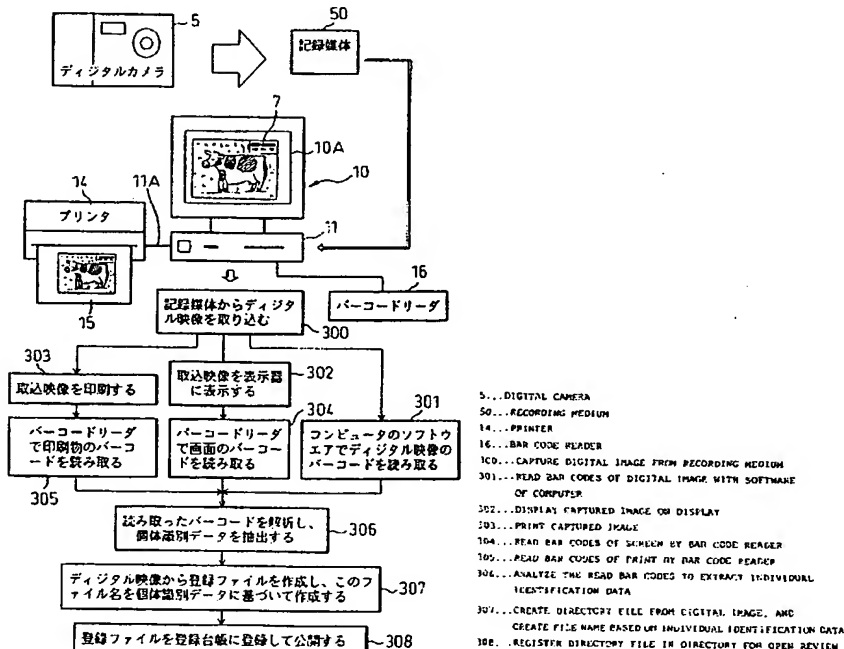 5
50
ディジタルカメラ
記録媒体
7
10A
10
14
11A
プリンタ
11
15
16
バーコードリーダ
記録媒体からディジタ
ル映像を取り込む
300
303
取込映像を印刷する
302
取込映像を表示器
に表示する
301
バーコードリーダ
で印刷物のバーコ
ードを読み取る
305
304
バーコードリーダ
で画面のバーコー
ドを読み取る
コンピュータのソフトウ
エアでディジタル映像の
バーコードを読み取る
読み取ったバーコードを解析し、
個体識別データを抽出する
306
ディジタル映像から登録ファイルを作成し、このフ
ァイル名を個体識別データに基づいて作成する
307
登録ファイルを登録台帳に登録して公開する
308
5...DIGITAL CAMERA
50...RECORDING MEDIUM
14...PRINTER
16...BAR CODE READER
300...CAPTURE DIGITAL IMAGE FROM RECORDING MEDIUM
301...READ BAR CODES OF DIGITAL IMAGE WITH SOFTWARE
OF COMPUTER
302...DISPLAY CAPTURED IMAGE ON DISPLAY
303...PRINT CAPTURED IMAGE
304...READ BAR CODES OF SCREEN BY BAR CODE READER
305...READ BAR CODES OF PRINT BY BAR CODE READER
306...ANALYZE THE READ BAR CODES TO EXTRACT INDIVIDUAL
IDENTIFICATION DATA
307...CREATE DIRECTORY FILE FROM DIGITAL IMAGE, AND
CREATE FILE NAME BASED ON INDIVIDUAL IDENTIFICATION DATA
308...REGISTER DIRECTORY FILE IN DIRECTORY FOR OPEN REVIEW